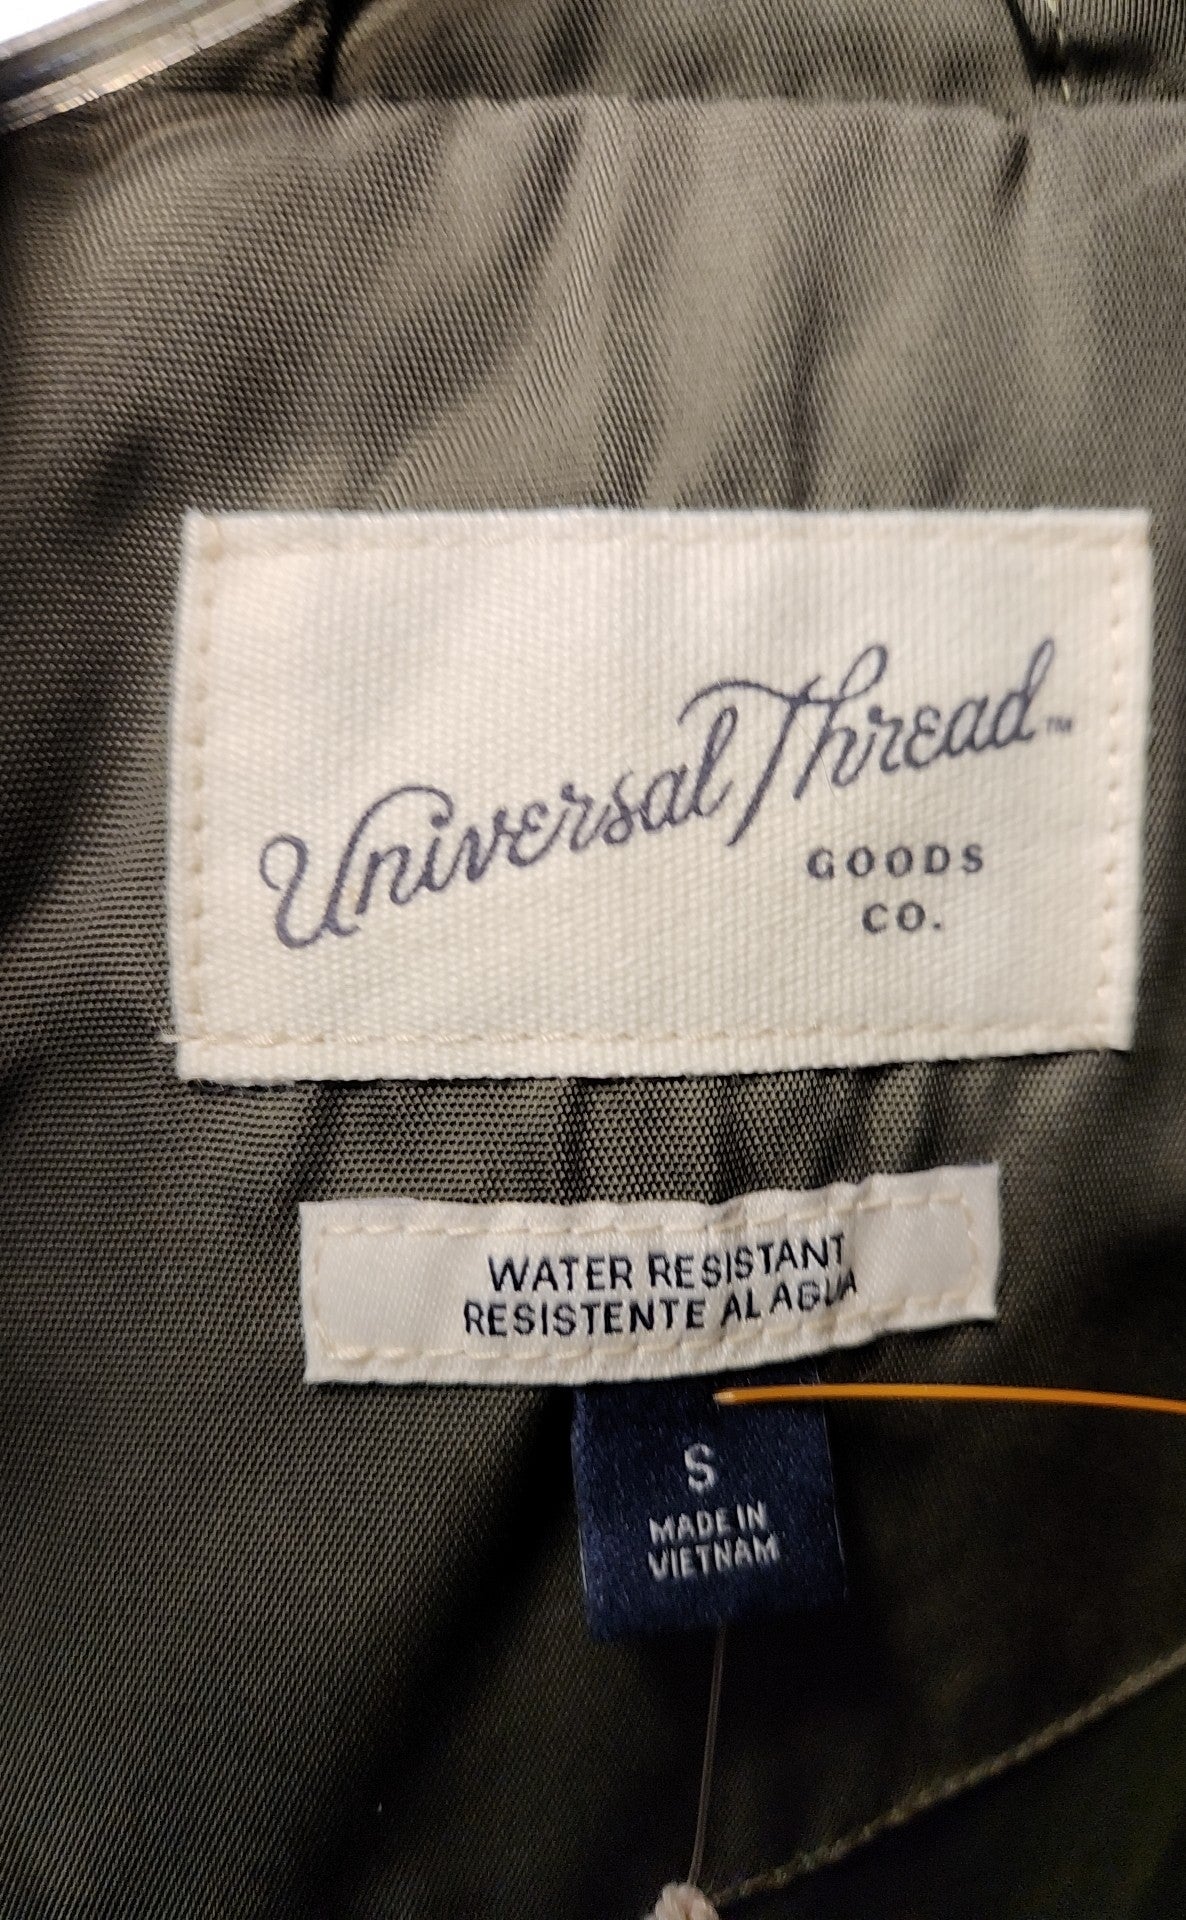 Universal Thread™
GOODS
CO.
WATER RESISTANT
RESISTENTE AL AGUA
S
MADE IN
VIETNAM